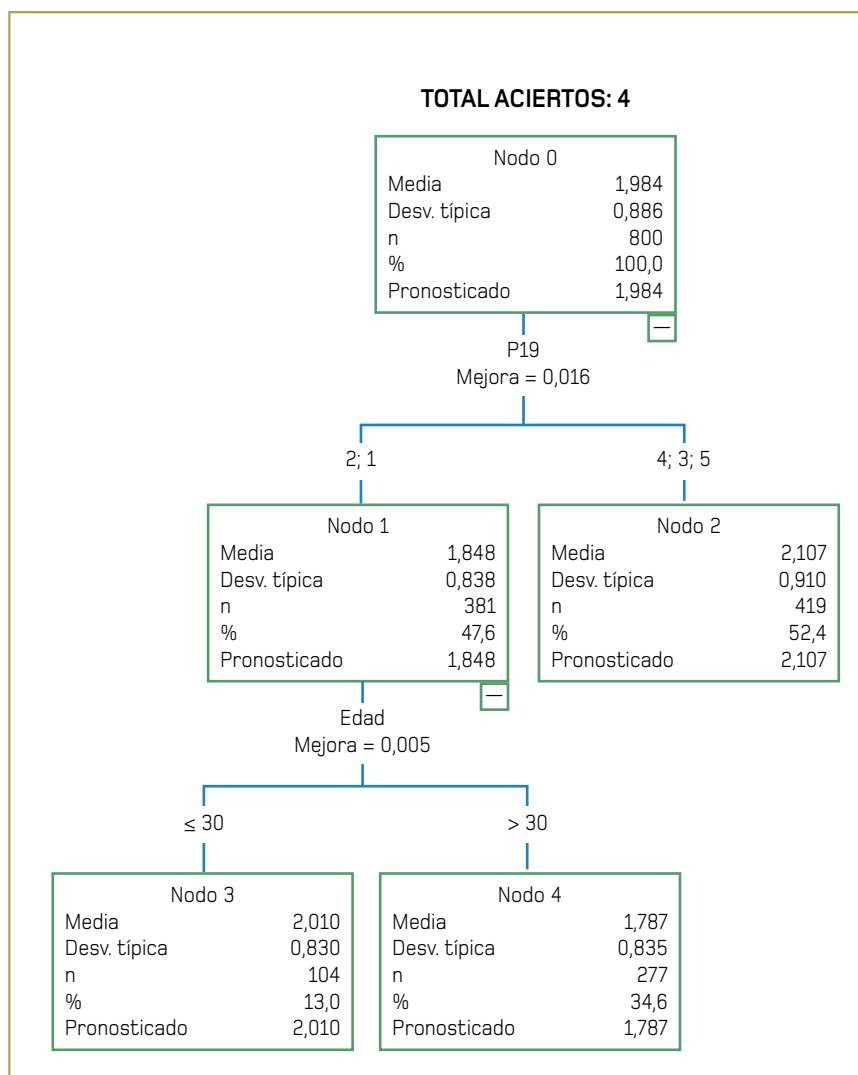 TOTAL ACIERTOS: 4
Nodo 0
Media 1,984
Desv. típica 0,886
n 800
% 100,0
Pronosticado 1,984
—
P19
Mejora = 0,016
2; 1
4; 3; 5
Nodo 1
Media 1,848
Desv. típica 0,838
n 381
% 47,6
Pronosticado 1,848
—
Nodo 2
Media 2,107
Desv. típica 0,910
n 419
% 52,4
Pronosticado 2,107
Edad
Mejora = 0,005
≤ 30
> 30
Nodo 3
Media 2,010
Desv. típica 0,830
n 104
% 13,0
Pronosticado 2,010
Nodo 4
Media 1,787
Desv. típica 0,835
n 277
% 34,6
Pronosticado 1,787